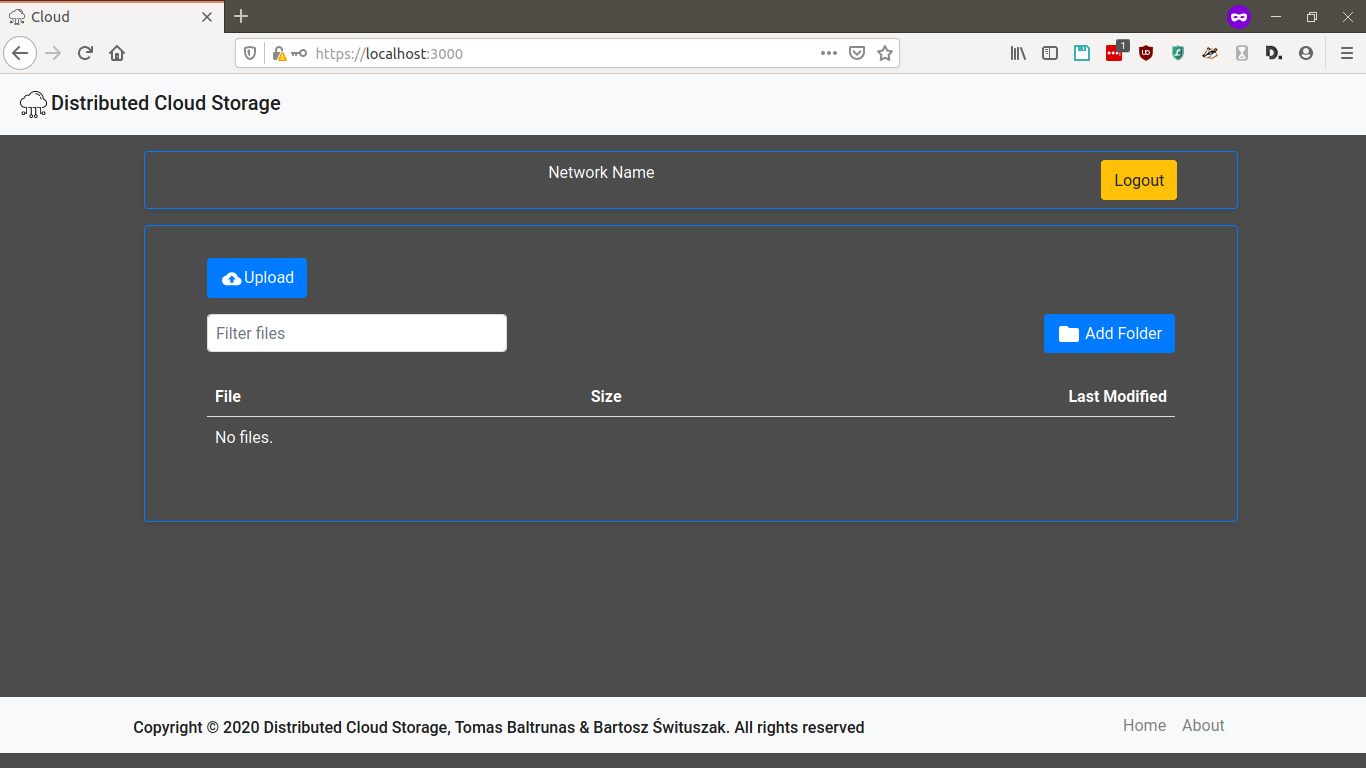 Cloud
https://localhost:3000
1
Distributed Cloud Storage
Network Name
Logout
Upload
Filter files
Add Folder
File Size Last Modified
No files.
Copyright © 2020 Distributed Cloud Storage, Tomas Baltrunas & Bartosz Śwituszak. All rights reserved
Home About